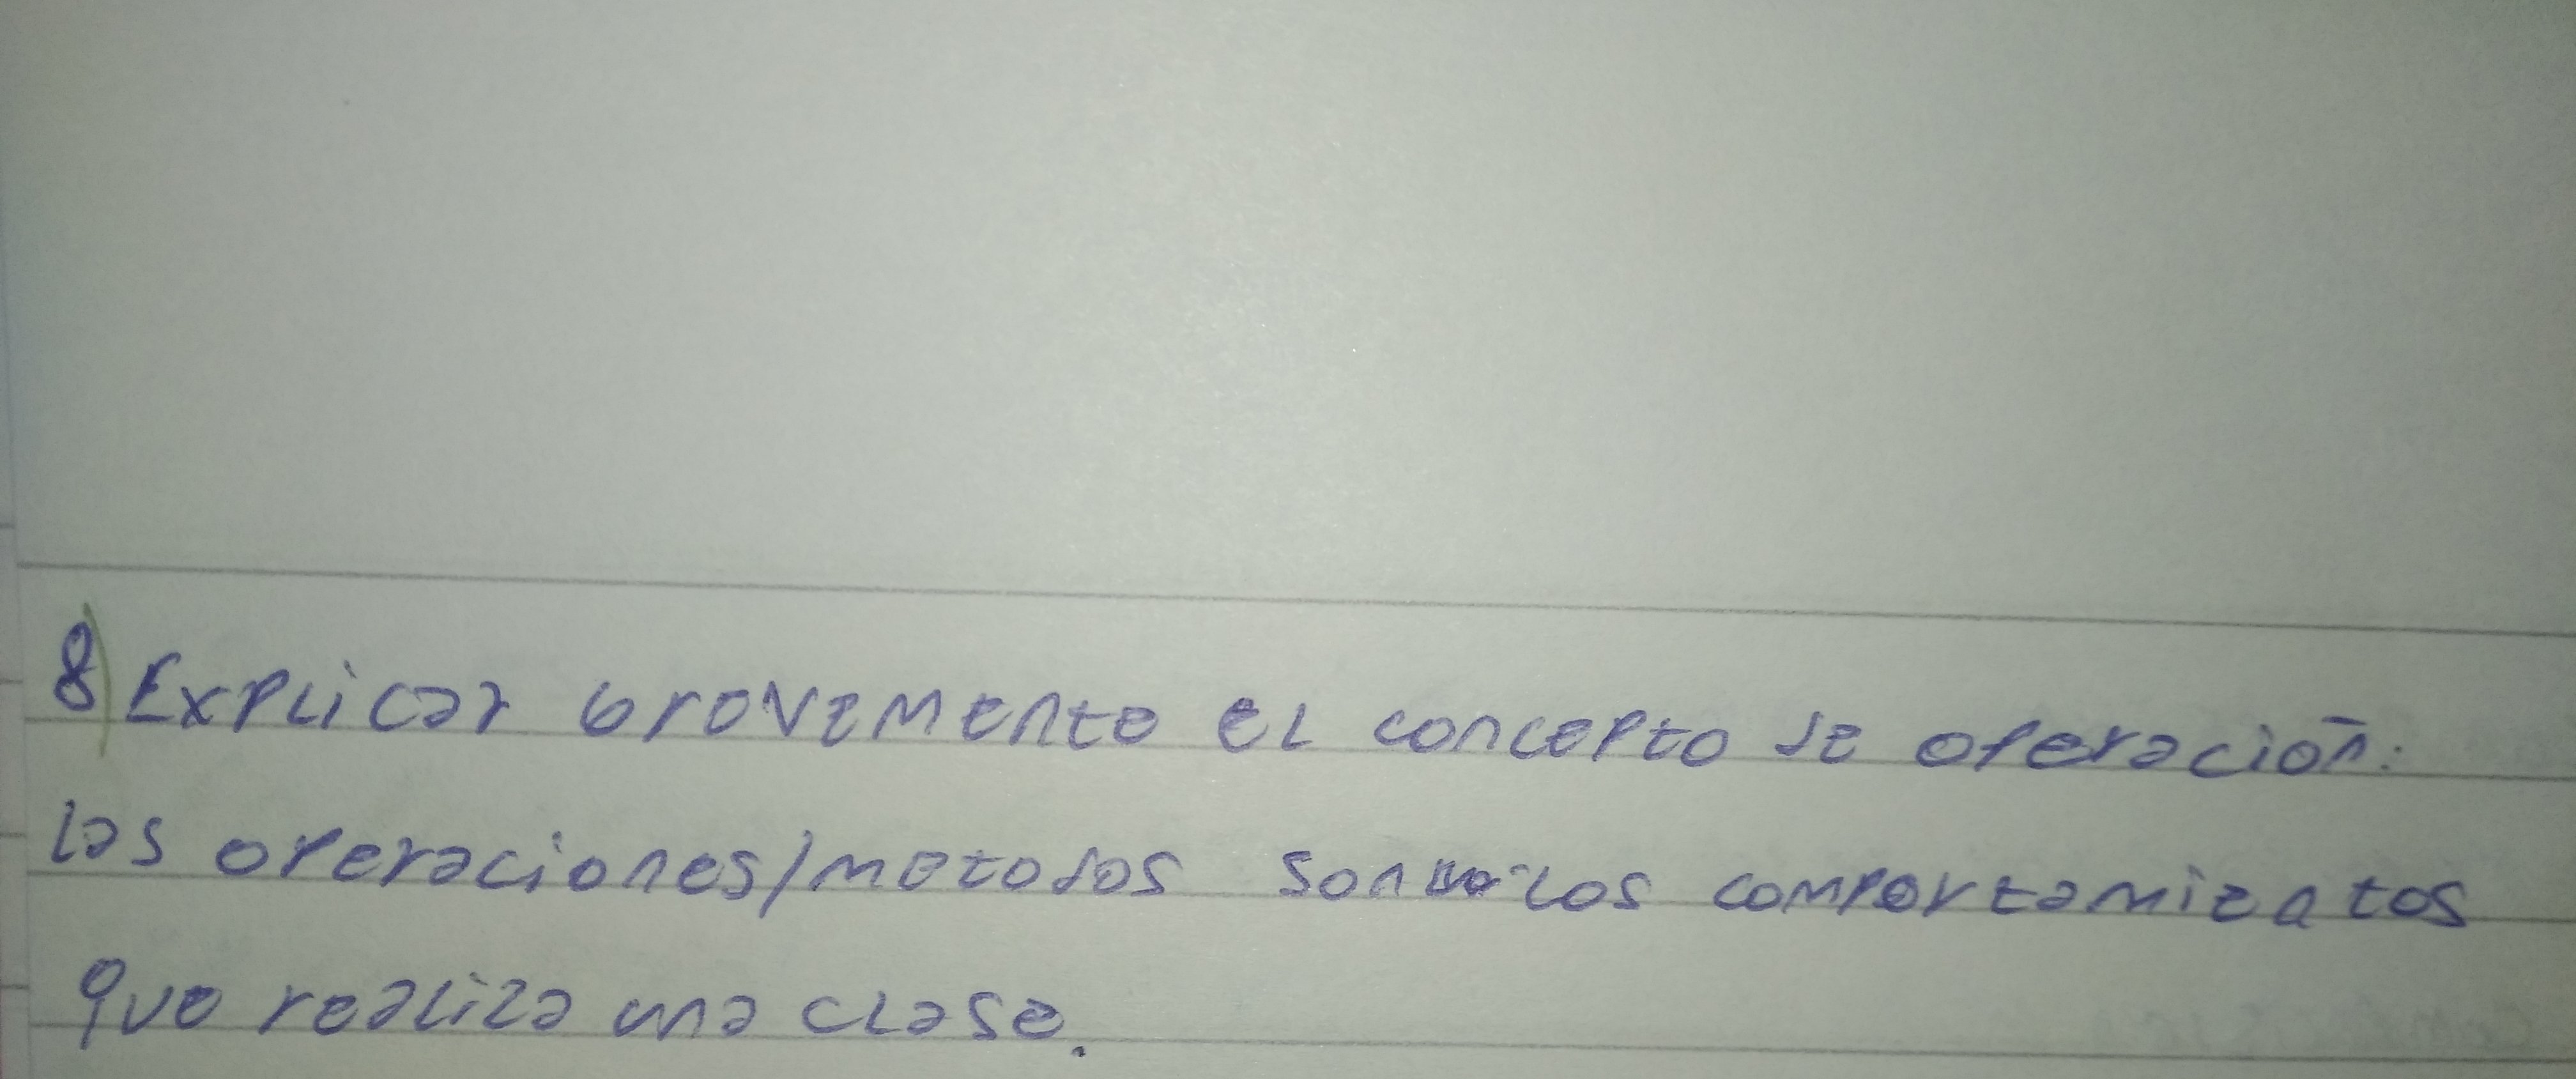 8) Explicar brevemente el concepto de operación:
las operaciones/metodos son los comportamientos
que realiza una clase.